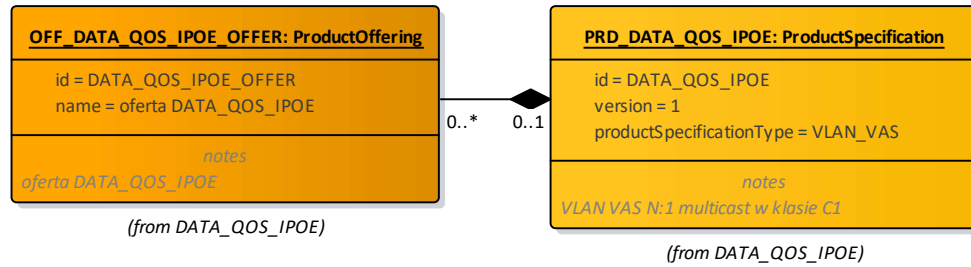 OFF_DATA_QOS_IPOE_OFFER: ProductOffering
id = DATA_QOS_IPOE_OFFER
name = oferta DATA_QOS_IPOE
notes
oferta DATA_QOS_IPOE
(from DATA_QOS_IPOE)
0..*
0..1
PRD_DATA_QOS_IPOE: ProductSpecification
id = DATA_QOS_IPOE
version = 1
productSpecificationType = VLAN_VAS
notes
VLAN VAS N:1 multicast w klasie C1
(from DATA_QOS_IPOE)